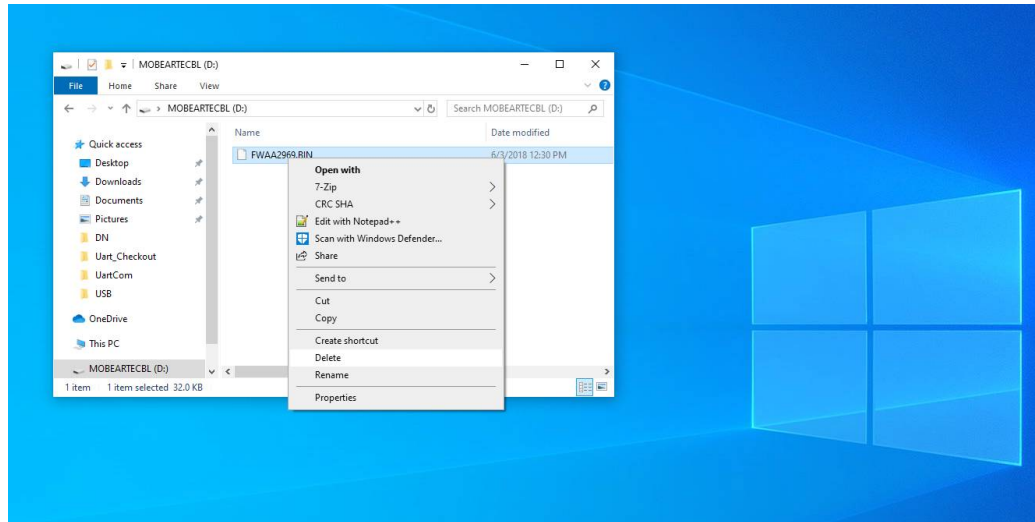 MOBEARTECBL (D:)
File Home Share View
MOBEARTECBL (D:) Search MOBEARTECBL (D:)
Name Date modified
Quick access
Desktop
Downloads
Documents
Pictures
DN
Uart_Checkout
UartCom
USB
OneDrive
This PC
MOBEARTECBL (D:)
FWAA2969.BIN 6/3/2018 12:30 PM
Open with
7-Zip
CRC SHA
Edit with Notepad++
Scan with Windows Defender...
Share
Send to
Cut
Copy
Create shortcut
Delete
Rename
Properties
1 item 1 item selected 32.0 KB